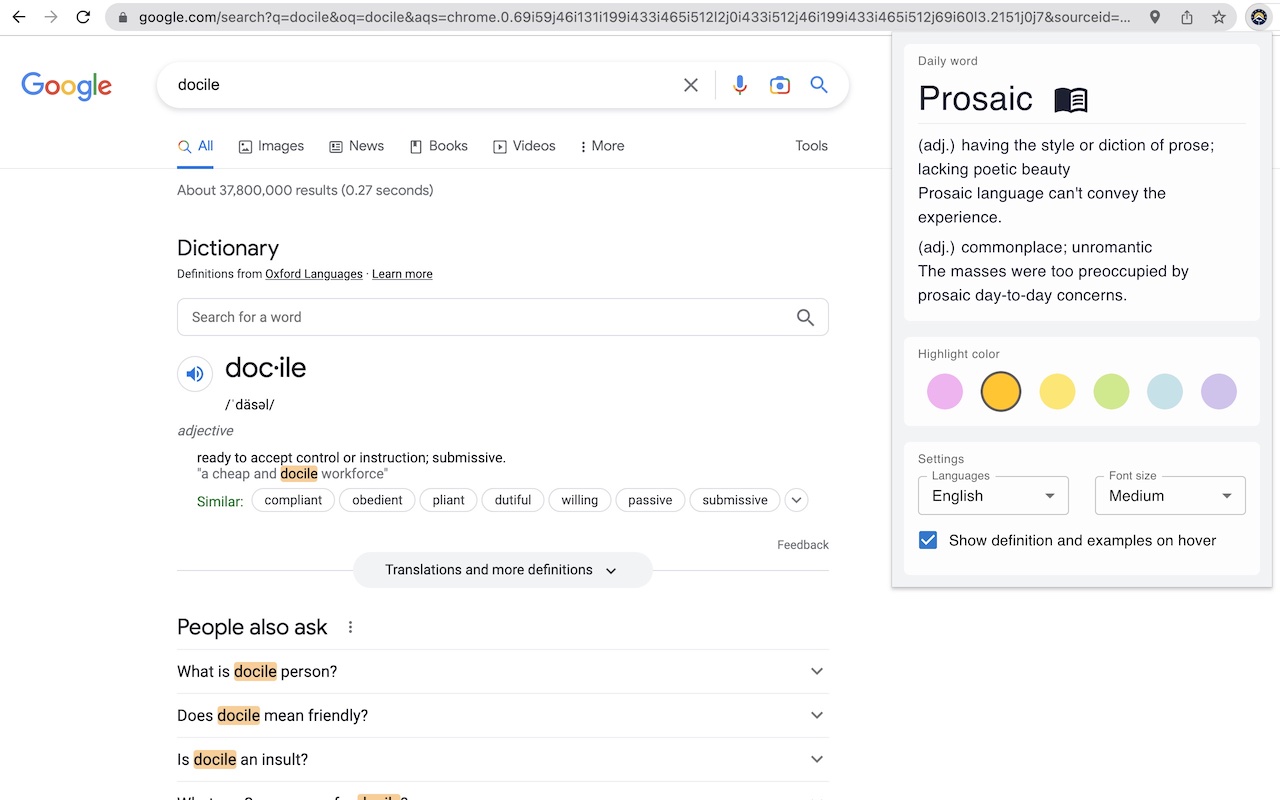 google.com/search?q=docile&oq=docile&aqs=chrome.0.69i59j46i131i199i433i465i512l2j0i433i512j46i199i433i465i512j69i60l3.2151j0j7&sourceid=...
Google
docile
All Images News Books Videos More Tools
About 37,800,000 results (0.27 seconds)
Dictionary
Definitions from Oxford Languages · Learn more
Search for a word
doc·ile
/ˈdäsəl/
adjective
ready to accept control or instruction; submissive.
"a cheap and docile workforce"
Similar: compliant obedient pliant dutiful willing passive submissive
Feedback
Translations and more definitions
People also ask
What is docile person?
Does docile mean friendly?
Is docile an insult?
Daily word
Prosaic
(adj.) having the style or diction of prose;
lacking poetic beauty
Prosaic language can't convey the
experience.
(adj.) commonplace; unromantic
The masses were too preoccupied by
prosaic day-to-day concerns.
Highlight color
Settings
Languages Font size
English Medium
Show definition and examples on hover